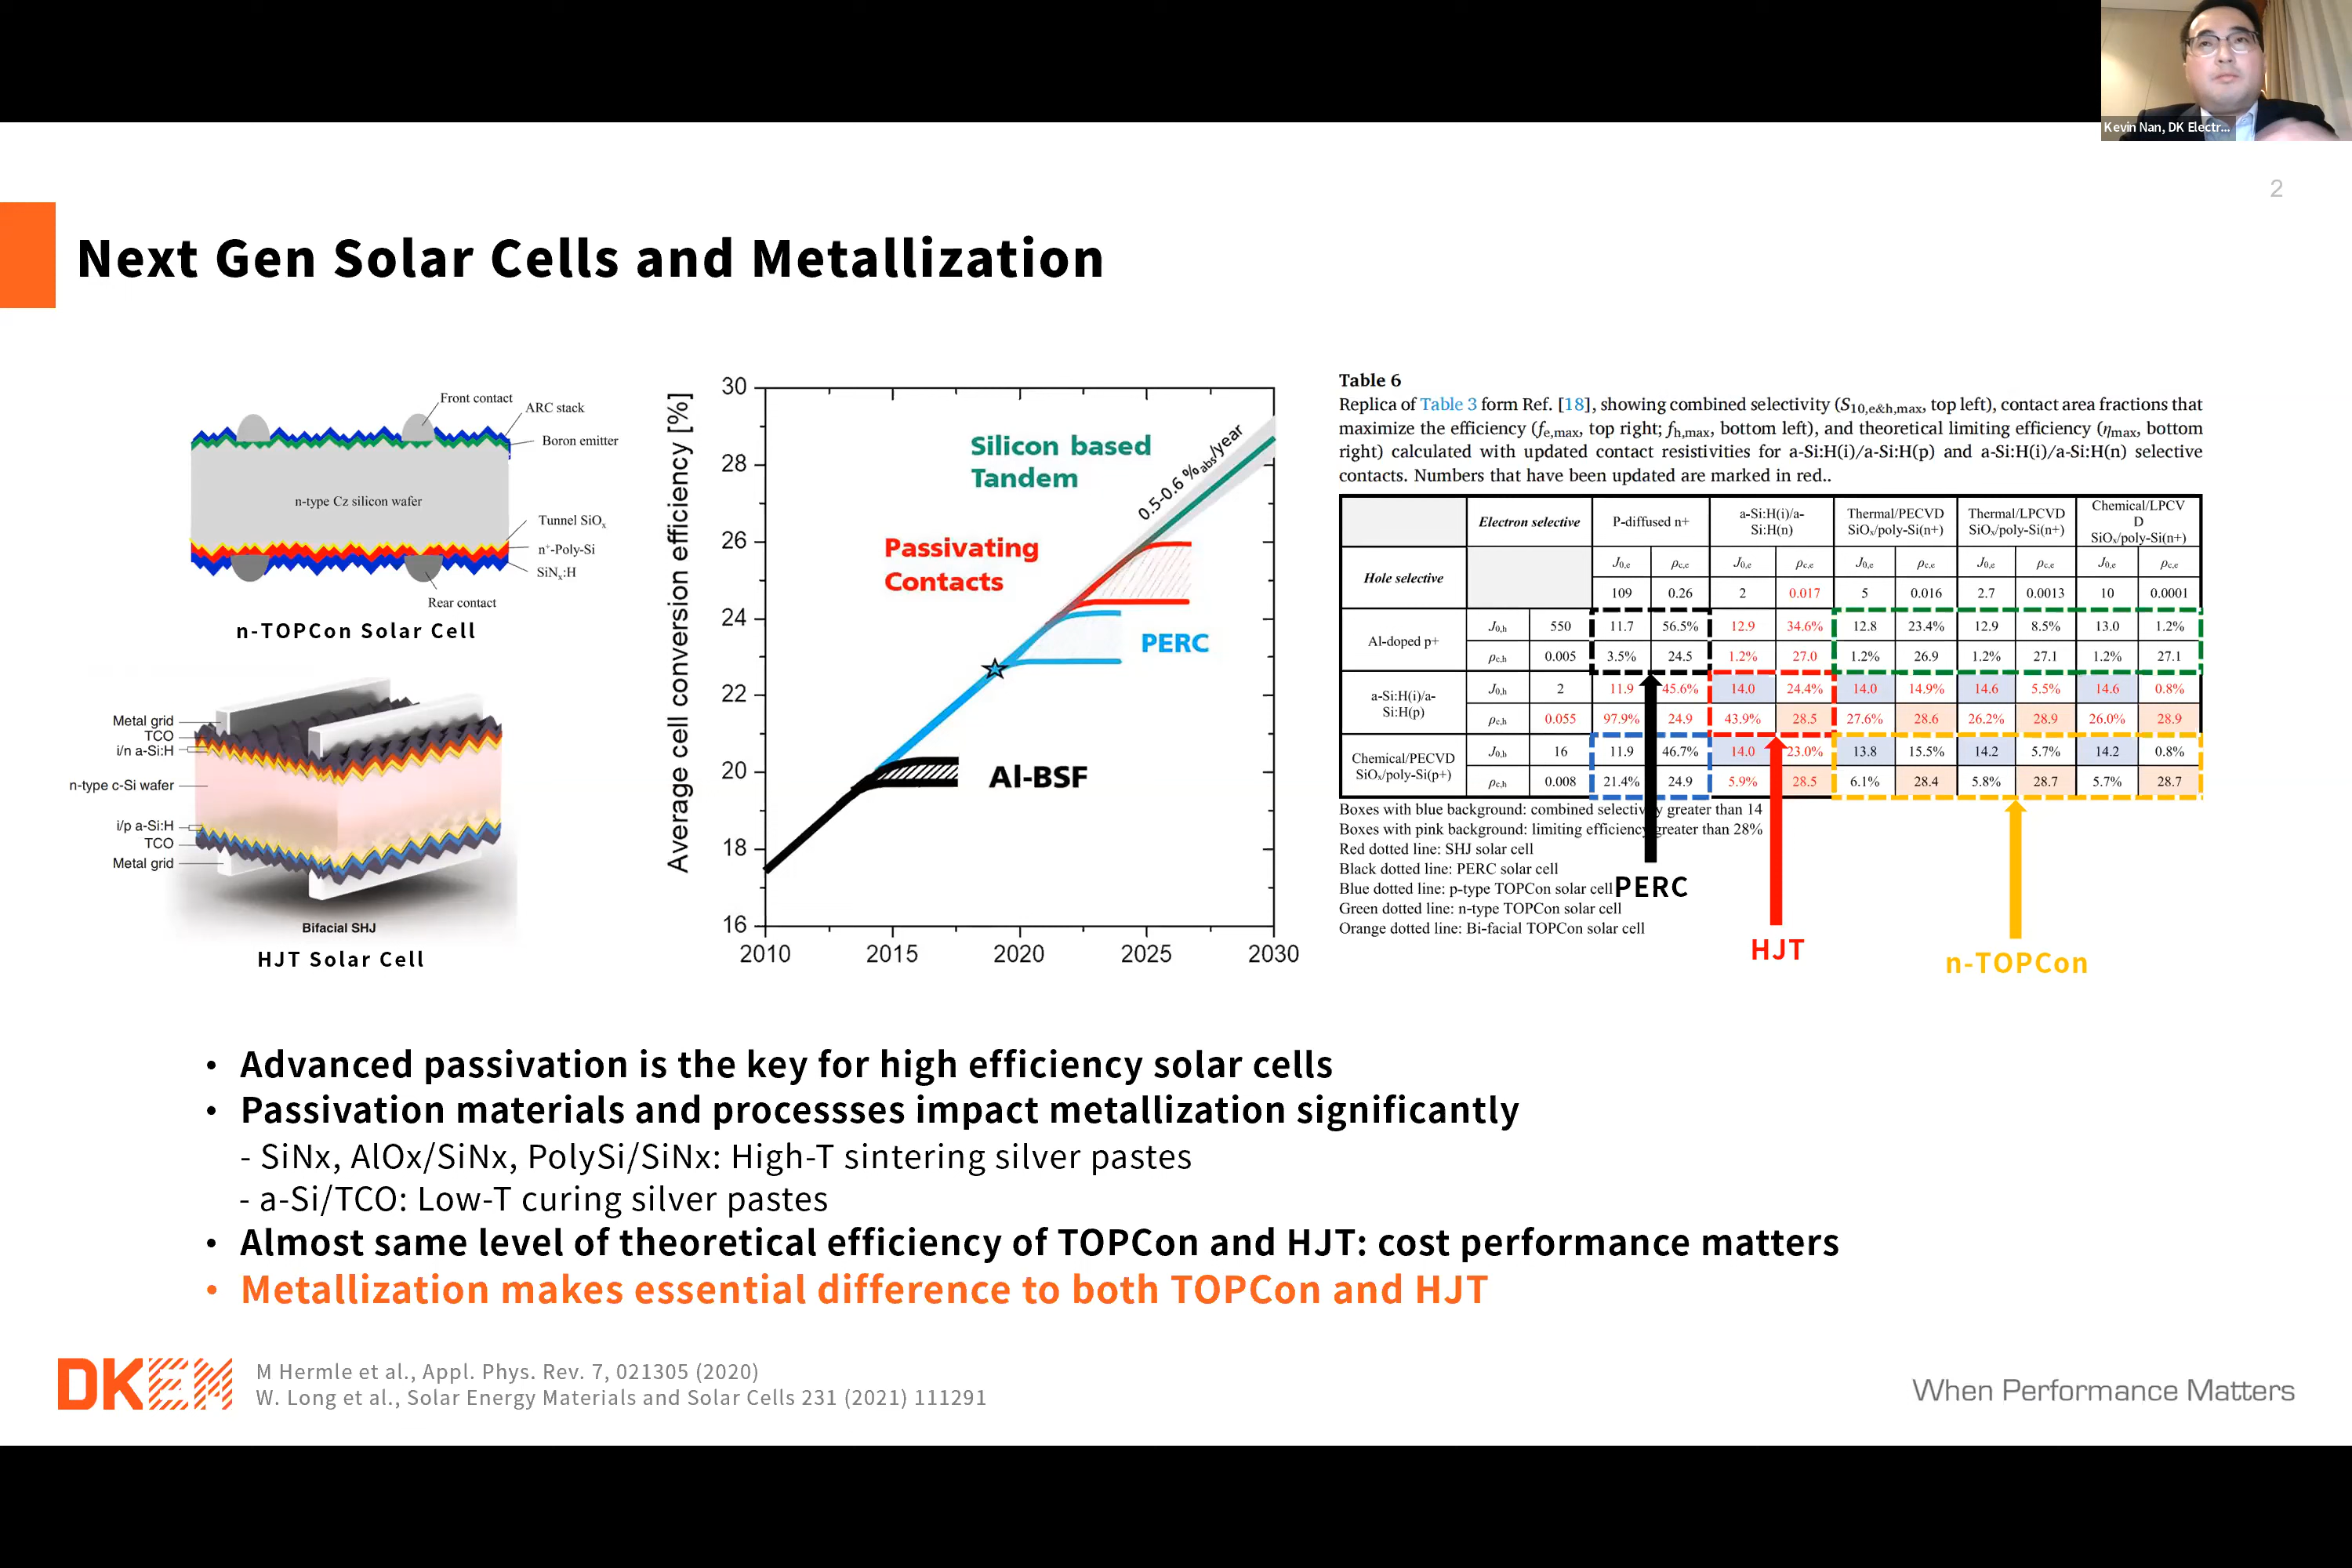 Kevin Nan, DK Electr...
2
Next Gen Solar Cells and Metallization
Front contact
ARC stack
Boron emitter
n-type Cz silicon wafer
Tunnel SiOx
n+-Poly-Si
SiNx:H
Rear contact
n-TOPCon Solar Cell
Metal grid
TCO
i/n a-Si:H
n-type c-Si wafer
i/p a-Si:H
TCO
Metal grid
Bifacial SHJ
HJT Solar Cell
Average cell conversion efficiency [%]
30
28
26
24
22
20
18
16
2010 2015 2020 2025 2030
Silicon based
Tandem
0.5-0.6 %abs/year
Passivating
Contacts
PERC
Al-BSF
Table 6
Replica of Table 3 form Ref. [18], showing combined selectivity (S10,e&h,max, top left), contact area fractions that
maximize the efficiency (fe,max, top right; fh,max, bottom left), and theoretical limiting efficiency (ηmax, bottom
right) calculated with updated contact resistivities for a-Si:H(i)/a-Si:H(p) and a-Si:H(i)/a-Si:H(n) selective
contacts. Numbers that have been updated are marked in red..
Electron selective P-diffused n+ a-Si:H(i)/a-Si:H(n) Thermal/PECVD SiOx/poly-Si(n+) Thermal/LPCVD SiOx/poly-Si(n+) Chemical/LPCVD SiOx/poly-Si(n+)
Hole selective J0,e ρc,e J0,e ρc,e J0,e ρc,e J0,e ρc,e J0,e ρc,e
109 0.26 2 0.017 5 0.016 2.7 0.0013 10 0.0001
Al-doped p+ J0,h 550 11.7 56.5% 12.9 34.6% 12.8 23.4% 12.9 8.5% 13.0 1.2%
ρc,h 0.005 3.5% 24.5 1.2% 27.0 1.2% 26.9 1.2% 27.1 1.2% 27.1
a-Si:H(i)/a-Si:H(p) J0,h 2 11.9 45.6% 14.0 24.4% 14.0 14.9% 14.6 5.5% 14.6 0.8%
ρc,h 0.055 97.9% 24.9 43.9% 28.5 27.6% 28.6 26.2% 28.9 26.0% 28.9
Chemical/PECVD SiOx/poly-Si(p+) J0,h 16 11.9 46.7% 14.0 23.0% 13.8 15.5% 14.2 5.7% 14.2 0.8%
ρc,h 0.008 21.4% 24.9 5.9% 28.5 6.1% 28.4 5.8% 28.7 5.7% 28.7
Boxes with blue background: combined selectivity greater than 14
Boxes with pink background: limiting efficiency greater than 28%
Red dotted line: SHJ solar cell
Black dotted line: PERC solar cell
Blue dotted line: p-type TOPCon solar cell
Green dotted line: n-type TOPCon solar cell
Orange dotted line: Bi-facial TOPCon solar cell
PERC
HJT
n-TOPCon
• Advanced passivation is the key for high efficiency solar cells
• Passivation materials and processses impact metallization significantly
- SiNx, AlOx/SiNx, PolySi/SiNx: High-T sintering silver pastes
- a-Si/TCO: Low-T curing silver pastes
• Almost same level of theoretical efficiency of TOPCon and HJT: cost performance matters
• Metallization makes essential difference to both TOPCon and HJT
DKEM
M Hermle et al., Appl. Phys. Rev. 7, 021305 (2020)
W. Long et al., Solar Energy Materials and Solar Cells 231 (2021) 111291
When Performance Matters